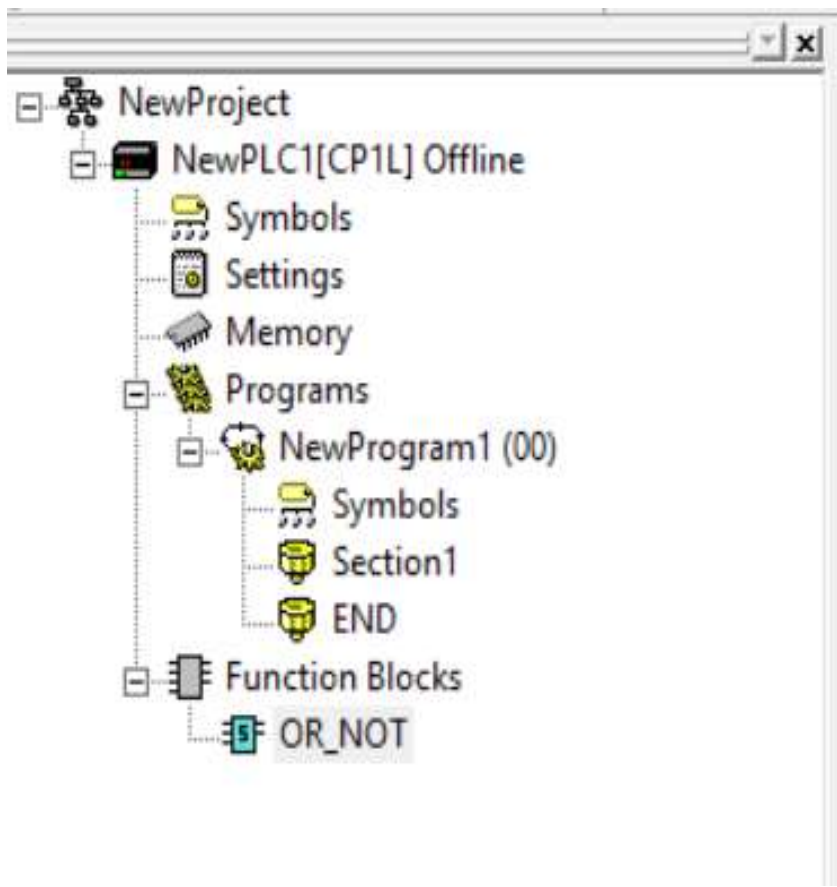 NewProject
NewPLC1[CP1L] Offline
Symbols
Settings
Memory
Programs
NewProgram1 (00)
Symbols
Section1
END
Function Blocks
OR_NOT